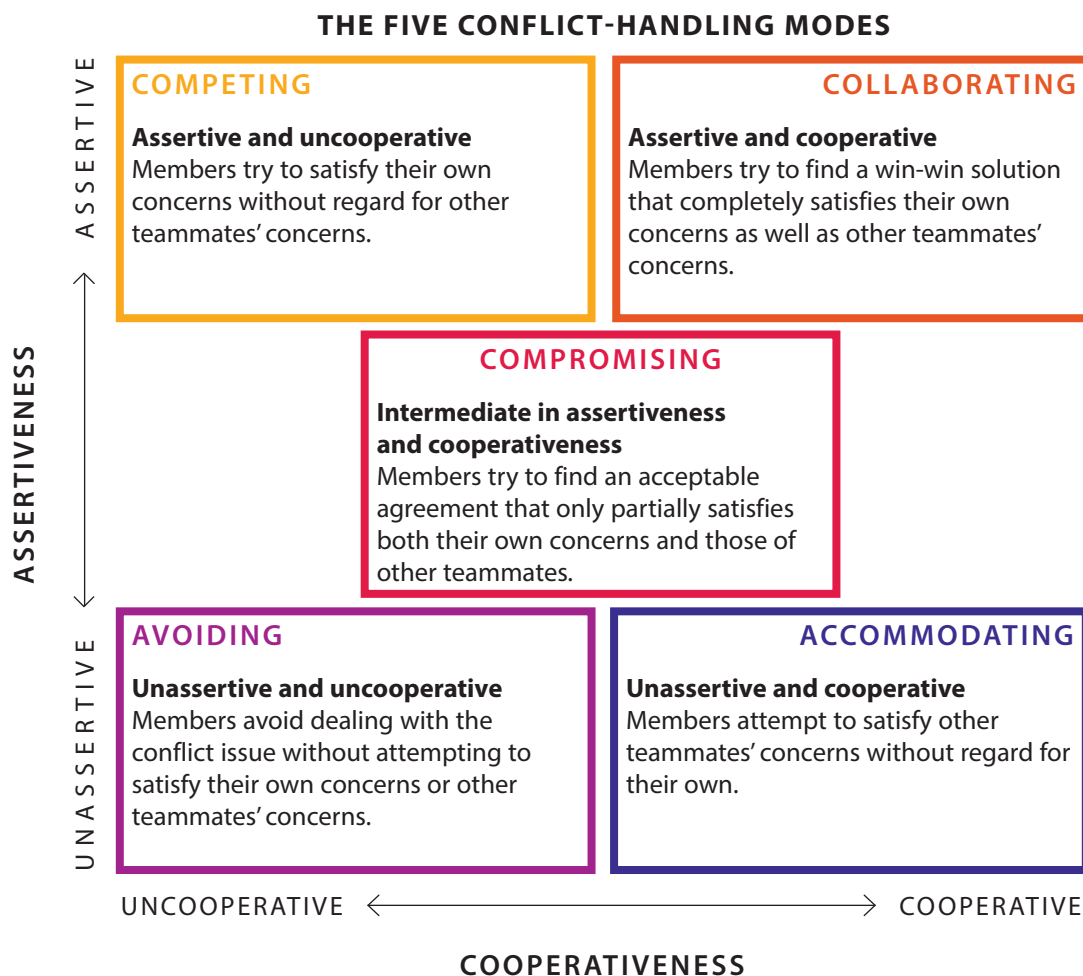 THE FIVE CONFLICT-HANDLING MODES
ASSERTIVE
COMPETING
Assertive and uncooperative
Members try to satisfy their own
concerns without regard for other
teammates’ concerns.
COLLABORATING
Assertive and cooperative
Members try to find a win-win solution
that completely satisfies their own
concerns as well as other teammates’
concerns.
ASSERTIVENESS
COMPROMISING
Intermediate in assertiveness
and cooperativeness
Members try to find an acceptable
agreement that only partially satisfies
both their own concerns and those of
other teammates.
UNASSERTIVE
AVOIDING
Unassertive and uncooperative
Members avoid dealing with the
conflict issue without attempting to
satisfy their own concerns or other
teammates’ concerns.
ACCOMMODATING
Unassertive and cooperative
Members attempt to satisfy other
teammates’ concerns without regard for
their own.
UNCOOPERATIVE
COOPERATIVE
COOPERATIVENESS